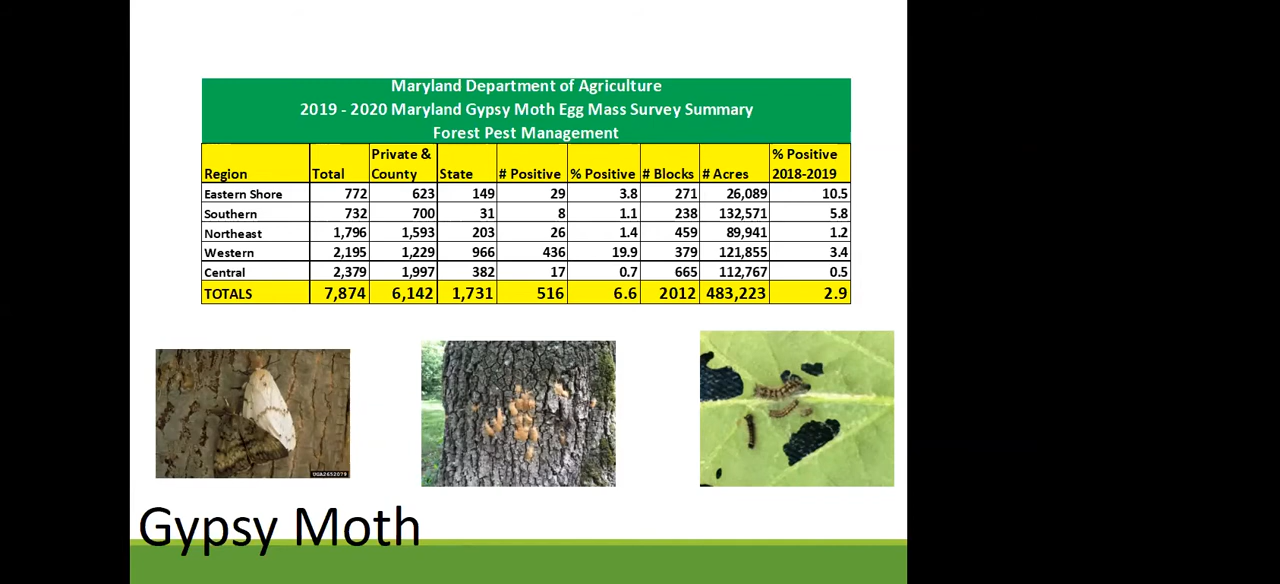 Maryland Department of Agriculture
2019 - 2020 Maryland Gypsy Moth Egg Mass Survey Summary
Forest Pest Management
Region Total Private & County State # Positive % Positive # Blocks # Acres % Positive 2018-2019
Eastern Shore 772 623 149 29 3.8 271 26,089 10.5
Southern 732 700 31 8 1.1 238 132,571 5.8
Northeast 1,796 1,593 203 26 1.4 459 89,941 1.2
Western 2,195 1,229 966 436 19.9 379 121,855 3.4
Central 2,379 1,997 382 17 0.7 665 112,767 0.5
TOTALS 7,874 6,142 1,731 516 6.6 2012 483,223 2.9
UGA2652079
Gypsy Moth